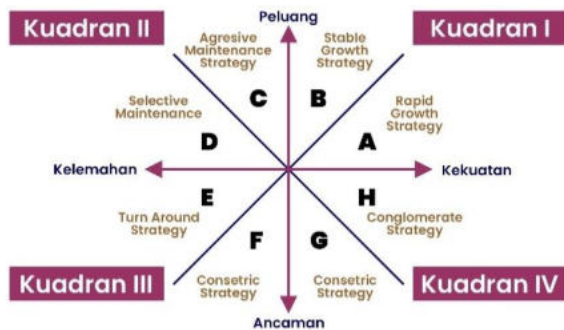 Peluang
Kuadran II
Agresive
Maintenance
Strategy
Stable
Growth
Strategy
Kuadran I
C
B
Selective
Maintenance
Rapid
Growth
Strategy
D
A
Kelemahan
Kekuatan
E
H
Turn Around
Strategy
Conglomerate
Strategy
F
G
Kuadran III
Consetric
Strategy
Consetric
Strategy
Kuadran IV
Ancaman